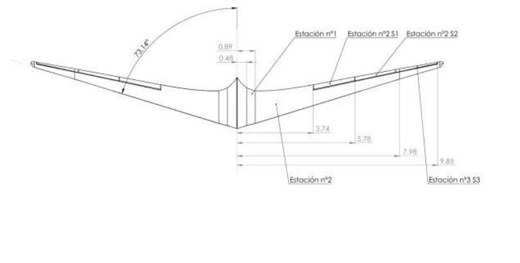 73.14°
0.89
0.48
Estación nº1
Estación nº2 S1
Estación nº2 S2
3.74
5.78
7.98
9.85
Estación nº2
Estación nº3 S3